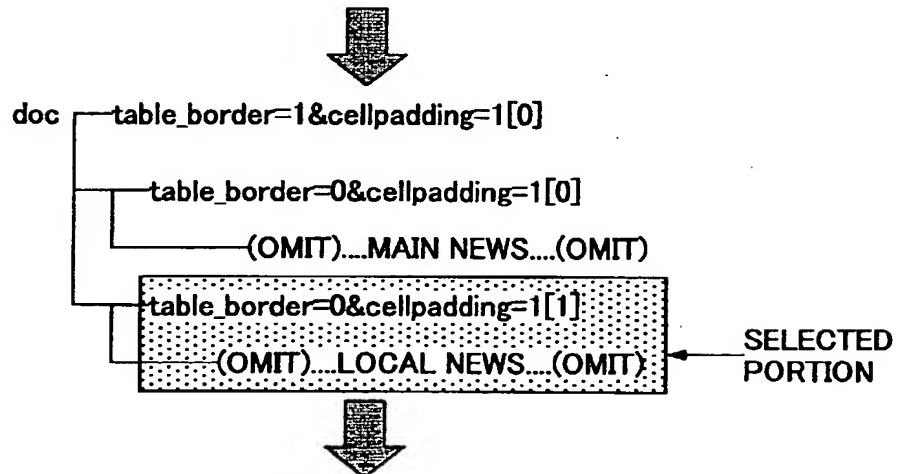 doc table_border=1&cellpadding=1[0]
table_border=0&cellpadding=1[0]
(OMIT)....MAIN NEWS....(OMIT)
table_border=0&cellpadding=1[1]
(OMIT)....LOCAL NEWS....(OMIT)
SELECTED
PORTION